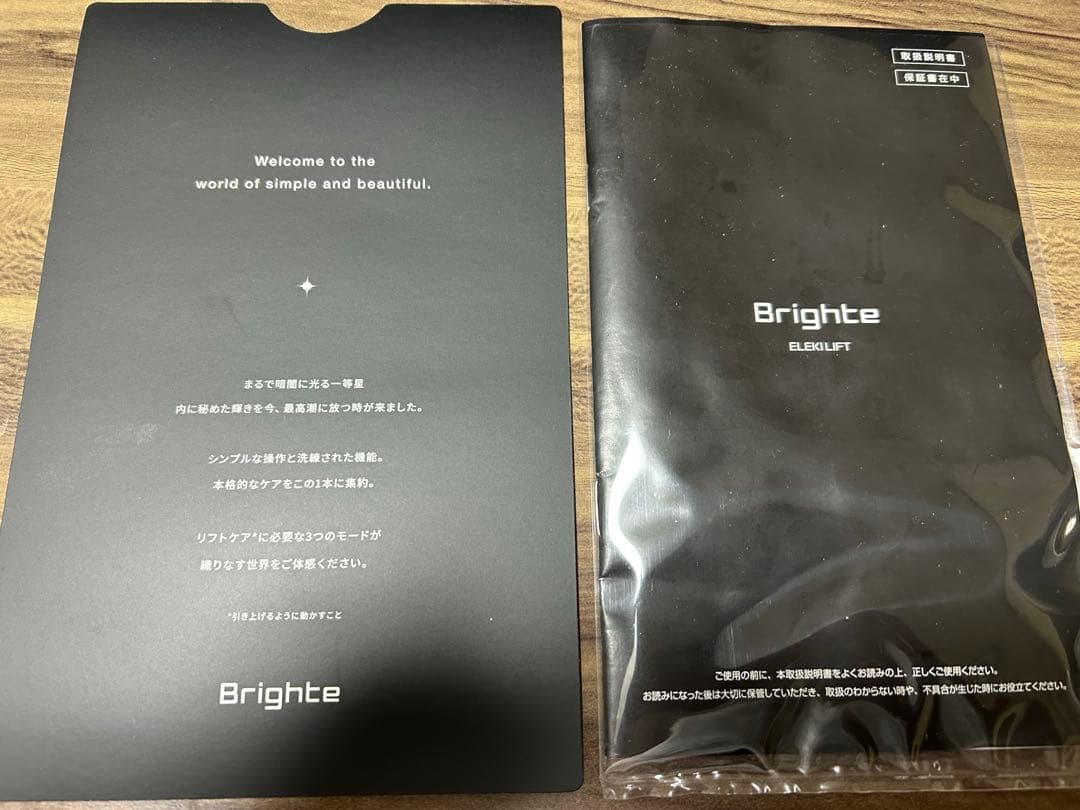 Welcome to the
world of simple and beautiful.
まるで暗闇に光る一等星
内に秘めた輝きを今、最高潮に放つ時が来ました。
シンプルな操作と洗練された機能。
本格的なケアをこの1本に集約。
リフトケア*に必要な3つのモードが
織りなす世界をご体感ください。
*引き上げるように動かすこと
Brighte
取扱説明書
保証書在中
Brighte
ELEKI LIFT
ご使用の前に、本取扱説明書をよくお読みの上、正しくご使用ください。
お読みになった後は大切に保管していただき、取扱のわからない時や、不具合が生じた時にお役立てください。